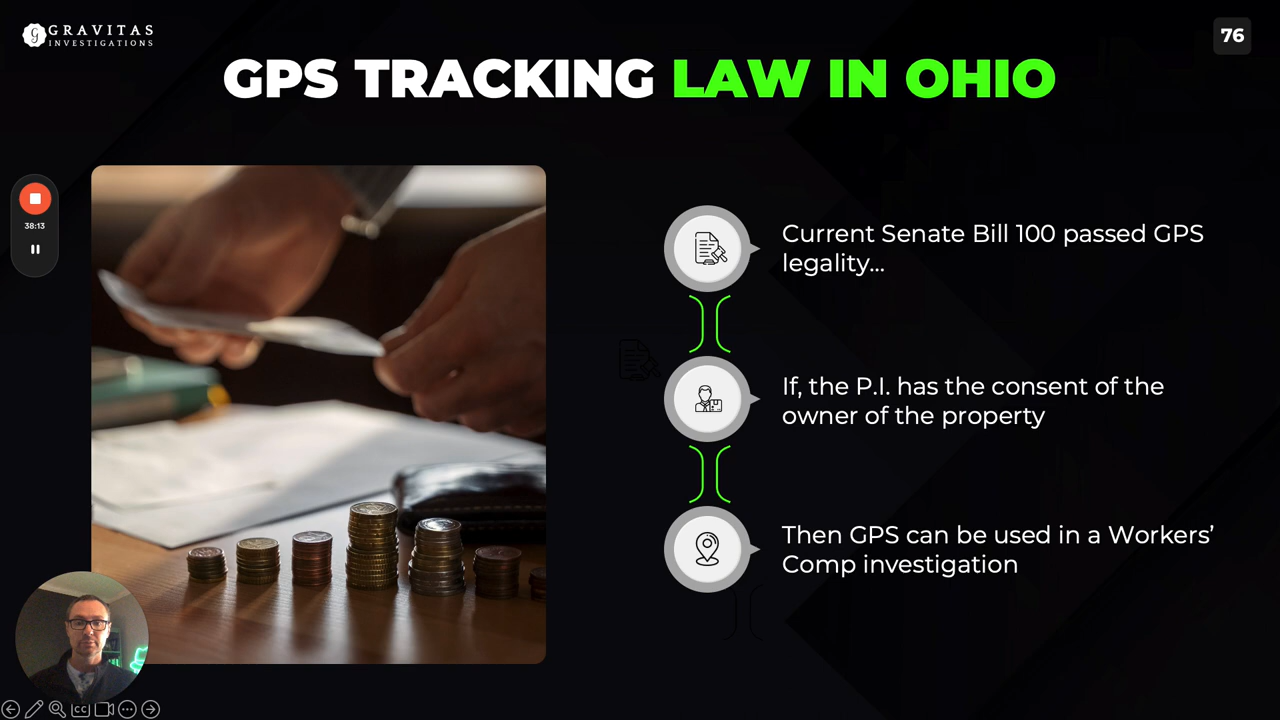 GRAVITAS
INVESTIGATIONS
76
GPS TRACKING LAW IN OHIO
38:13
Current Senate Bill 100 passed GPS
legality...
If, the P.I. has the consent of the
owner of the property
Then GPS can be used in a Workers’
Comp investigation
CC